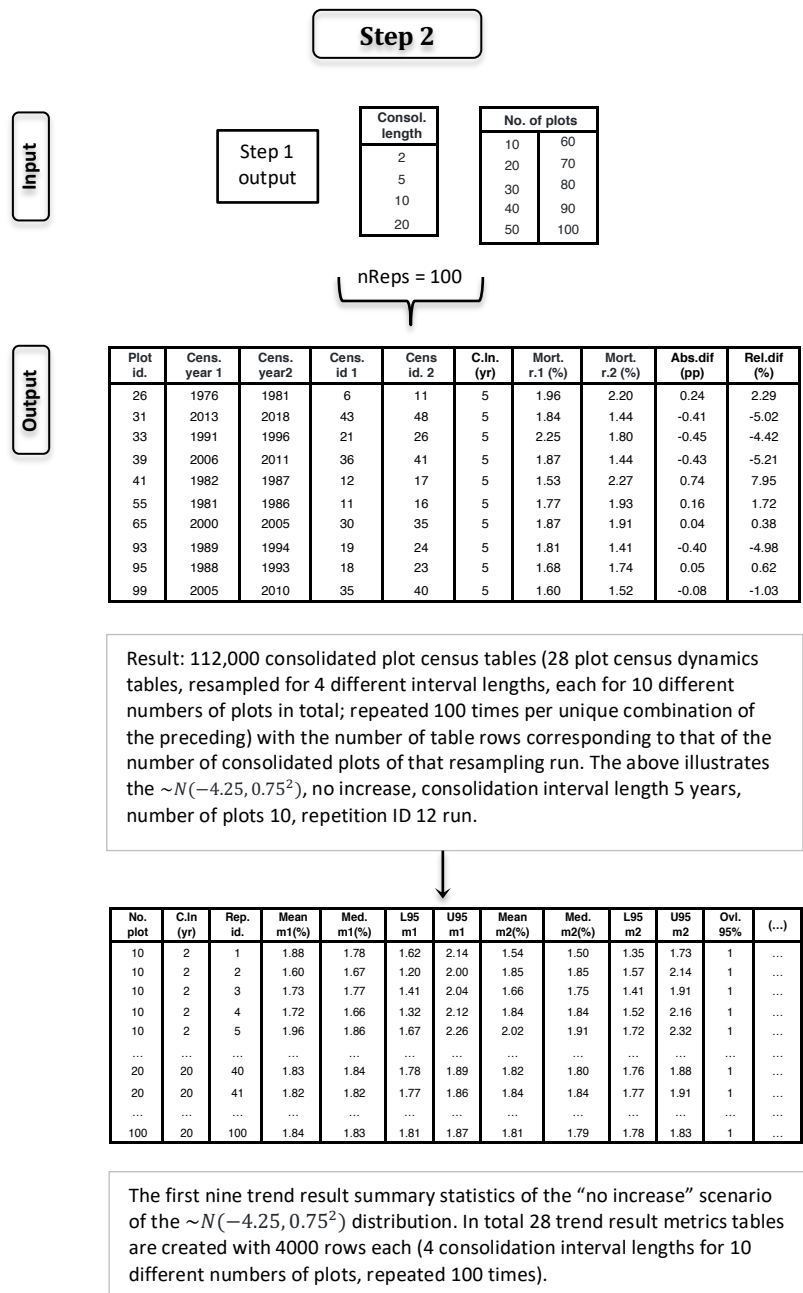 Step 2
Input
Step 1
output
Consol.
length
2
5
10
20
No. of plots
10 60
20 70
30 80
40 90
50 100
nReps = 100
Output
Plot id. Cens. year 1 Cens. year2 Cens. id 1 Cens id. 2 C.In. (yr) Mort. r.1 (%) Mort. r.2 (%) Abs.dif (pp) Rel.dif (%)
26 1976 1981 6 11 5 1.96 2.20 0.24 2.29
31 2013 2018 43 48 5 1.84 1.44 -0.41 -5.02
33 1991 1996 21 26 5 2.25 1.80 -0.45 -4.42
39 2006 2011 36 41 5 1.87 1.44 -0.43 -5.21
41 1982 1987 12 17 5 1.53 2.27 0.74 7.95
55 1981 1986 11 16 5 1.77 1.93 0.16 1.72
65 2000 2005 30 35 5 1.87 1.91 0.04 0.38
93 1989 1994 19 24 5 1.81 1.41 -0.40 -4.98
95 1988 1993 18 23 5 1.68 1.74 0.05 0.62
99 2005 2010 35 40 5 1.60 1.52 -0.08 -1.03
Result: 112,000 consolidated plot census tables (28 plot census dynamics
tables, resampled for 4 different interval lengths, each for 10 different
numbers of plots in total; repeated 100 times per unique combination of
the preceding) with the number of table rows corresponding to that of the
number of consolidated plots of that resampling run. The above illustrates
the ~N(−4.25, 0.75²), no increase, consolidation interval length 5 years,
number of plots 10, repetition ID 12 run.
No. plot C.In (yr) Rep. id. Mean m1(%) Med. m1(%) L95 m1 U95 m1 Mean m2(%) Med. m2(%) L95 m2 U95 m2 Ovl. 95% (...)
10 2 1 1.88 1.78 1.62 2.14 1.54 1.50 1.35 1.73 1 ...
10 2 2 1.60 1.67 1.20 2.00 1.85 1.85 1.57 2.14 1 ...
10 2 3 1.73 1.77 1.41 2.04 1.66 1.75 1.41 1.91 1 ...
10 2 4 1.72 1.66 1.32 2.12 1.84 1.84 1.52 2.16 1 ...
10 2 5 1.96 1.86 1.67 2.26 2.02 1.91 1.72 2.32 1 ...
... ... ... ... ... ... ... ... ... ... ... ... ...
20 20 40 1.83 1.84 1.78 1.89 1.82 1.80 1.76 1.88 1 ...
20 20 41 1.82 1.82 1.77 1.86 1.84 1.84 1.77 1.91 1 ...
... ... ... ... ... ... ... ... ... ... ... ... ...
100 20 100 1.84 1.83 1.81 1.87 1.81 1.79 1.78 1.83 1 ...
The first nine trend result summary statistics of the “no increase” scenario
of the ~N(−4.25, 0.75²) distribution. In total 28 trend result metrics tables
are created with 4000 rows each (4 consolidation interval lengths for 10
different numbers of plots, repeated 100 times).